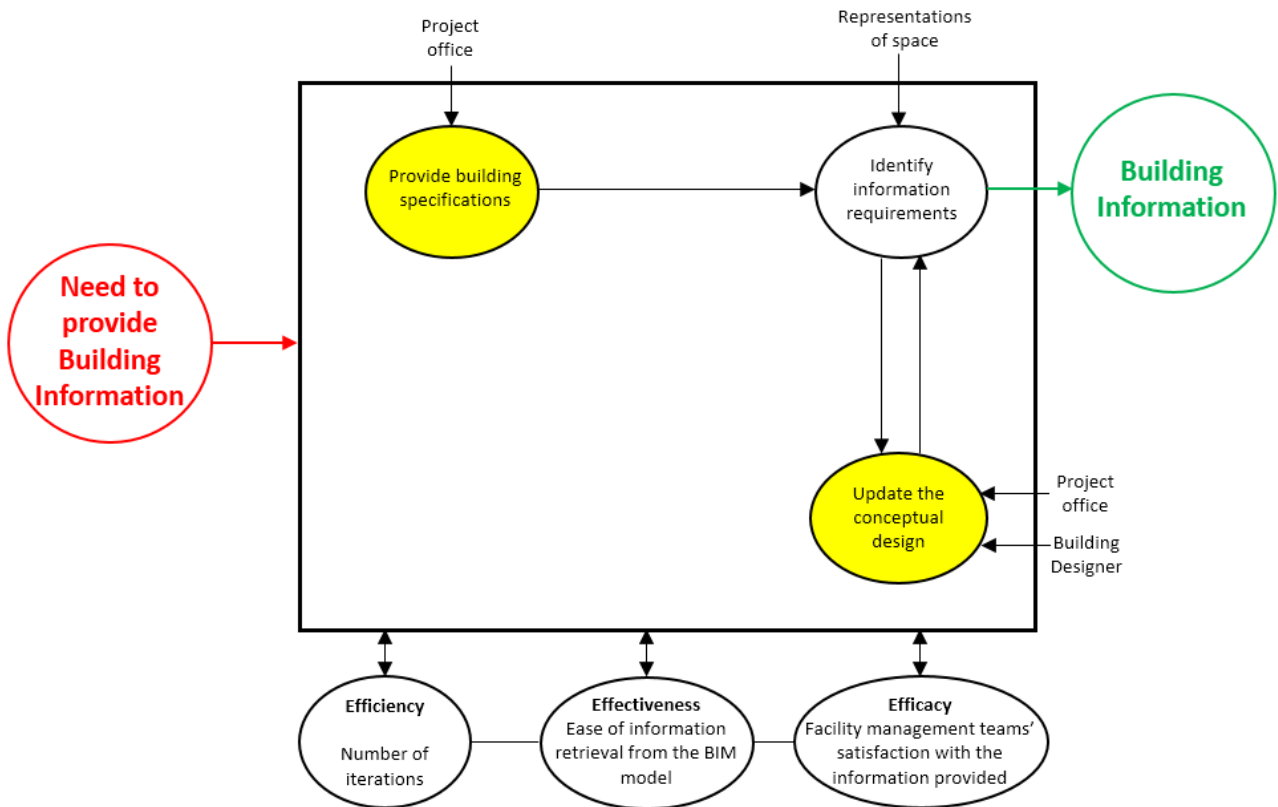 Project
office
Representations
of space
Provide building
specifications
Identify
information
requirements
Building
Information
Need to
provide
Building
Information
Update the
conceptual
design
Project
office
Building
Designer
Efficiency
Number of
iterations
Effectiveness
Ease of information
retrieval from the BIM
model
Efficacy
Facility management teams’
satisfaction with the
information provided